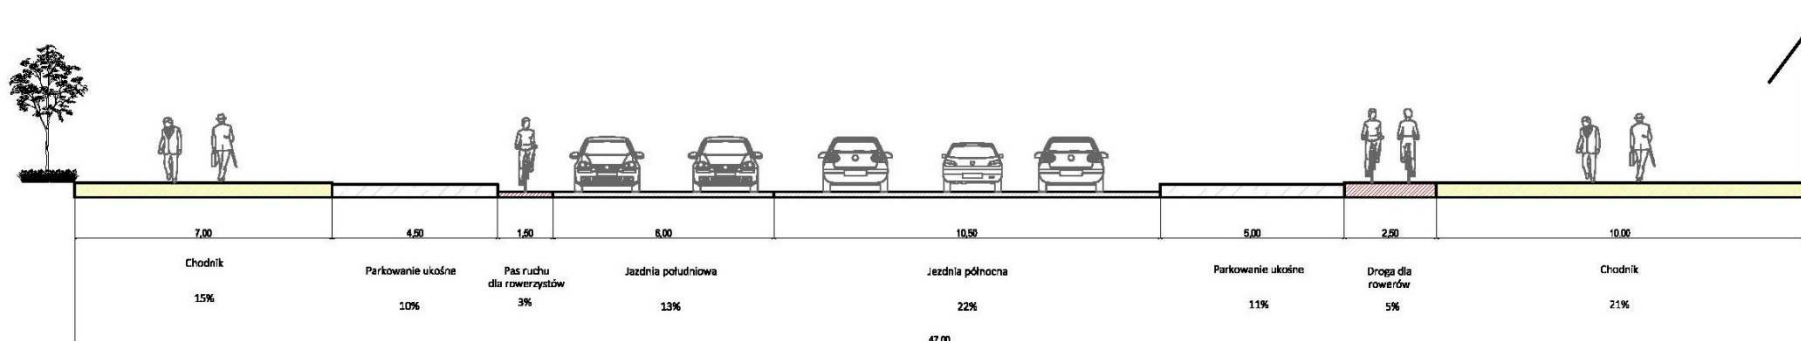 7,00 4,50 1,50 6,00 10,50 5,00 2,50 10,00
Chodnik
15%
Parkowanie ukośne
10%
Pas ruchu
dla rowerzystów
3%
Jazdnia południowa
13%
Jezdnia północna
22%
Parkowanie ukośne
11%
Droga dla
rowerów
5%
Chodnik
21%
47,00